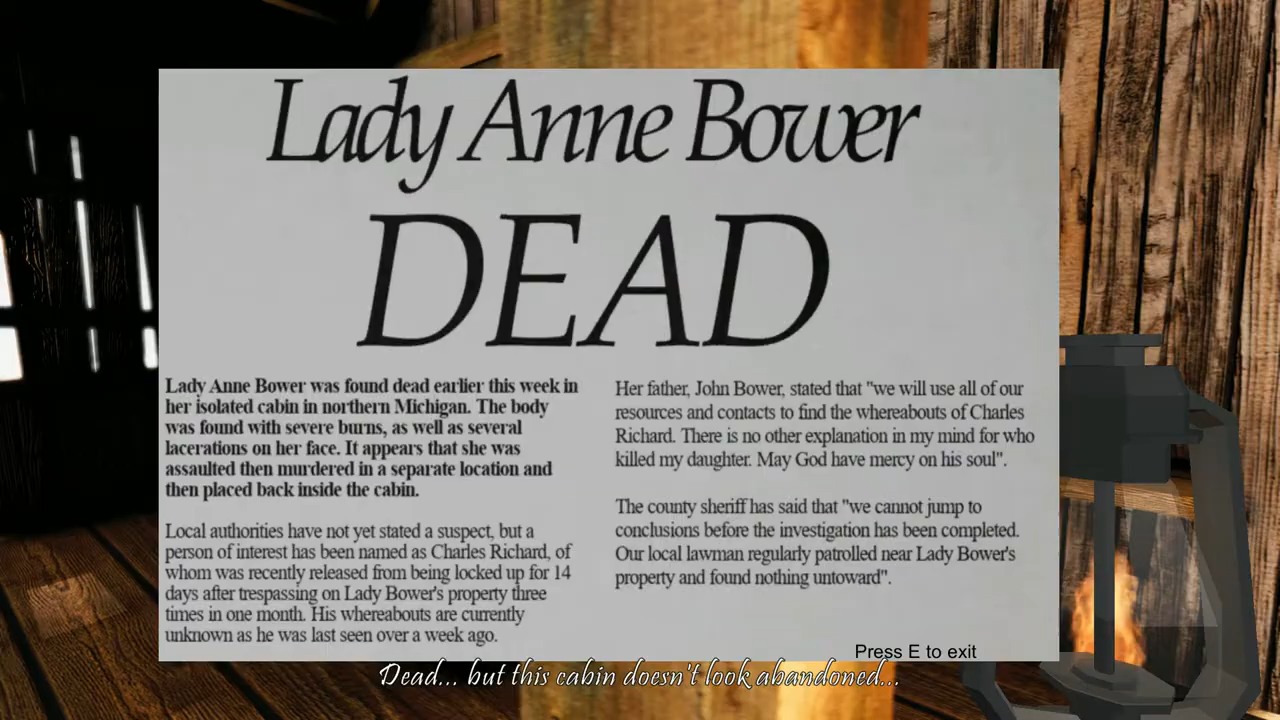 Lady Anne Bower
DEAD
Lady Anne Bower was found dead earlier this week in
her isolated cabin in northern Michigan. The body
was found with severe burns, as well as several
lacerations on her face. It appears that she was
assaulted then murdered in a separate location and
then placed back inside the cabin.
Local authorities have not yet stated a suspect, but a
person of interest has been named as Charles Richard, of
whom was recently released from being locked up for 14
days after trespassing on Lady Bower's property three
times in one month. His whereabouts are currently
unknown as he was last seen over a week ago.
Her father, John Bower, stated that "we will use all of our
resources and contacts to find the whereabouts of Charles
Richard. There is no other explanation in my mind for who
killed my daughter. May God have mercy on his soul".
The county sheriff has said that "we cannot jump to
conclusions before the investigation has been completed.
Our local lawman regularly patrolled near Lady Bower's
property and found nothing untoward".
Press E to exit
Dead... but this cabin doesn't look abandoned...